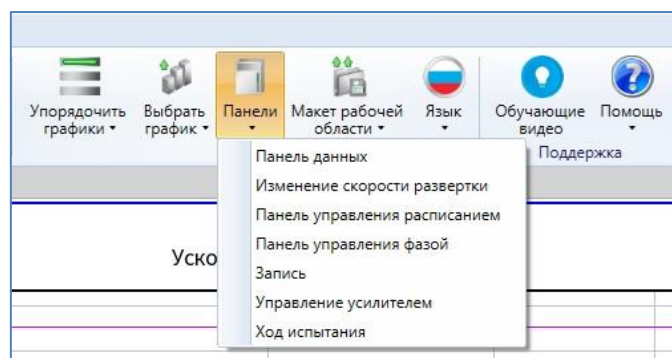 Упорядочить графики
Выбрать график
Панели
Макет рабочей области
Язык
Обучающие видео
Помощь
Поддержка
Панель данных
Изменение скорости развертки
Панель управления расписанием
Панель управления фазой
Запись
Управление усилителем
Ход испытания
Уско